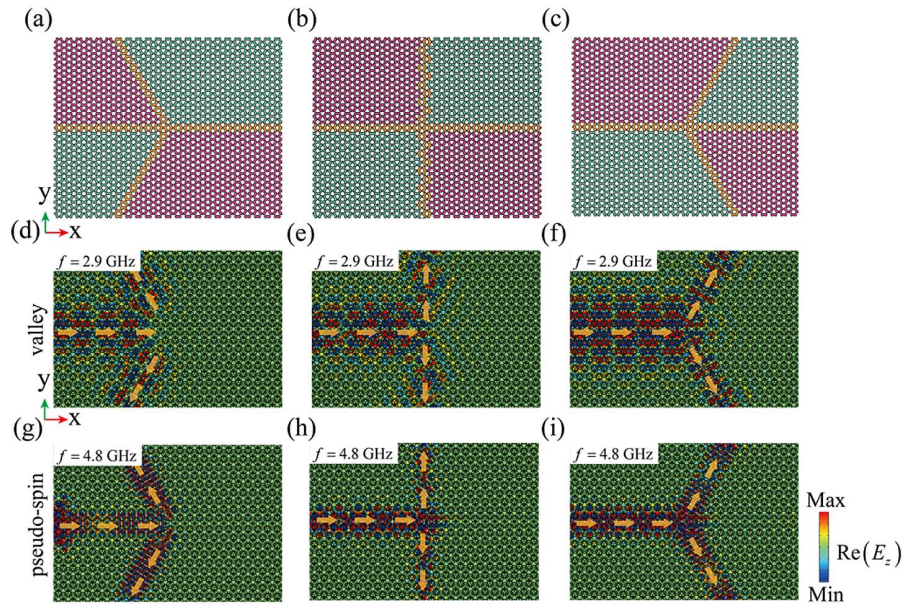 (a)
(b)
(c)
y
x
(d)
(e)
(f)
f = 2.9 GHz
f = 2.9 GHz
f = 2.9 GHz
valley
y
x
(g)
(h)
(i)
f = 4.8 GHz
f = 4.8 GHz
f = 4.8 GHz
pseudo-spin
Max
Re(E_z)
Min